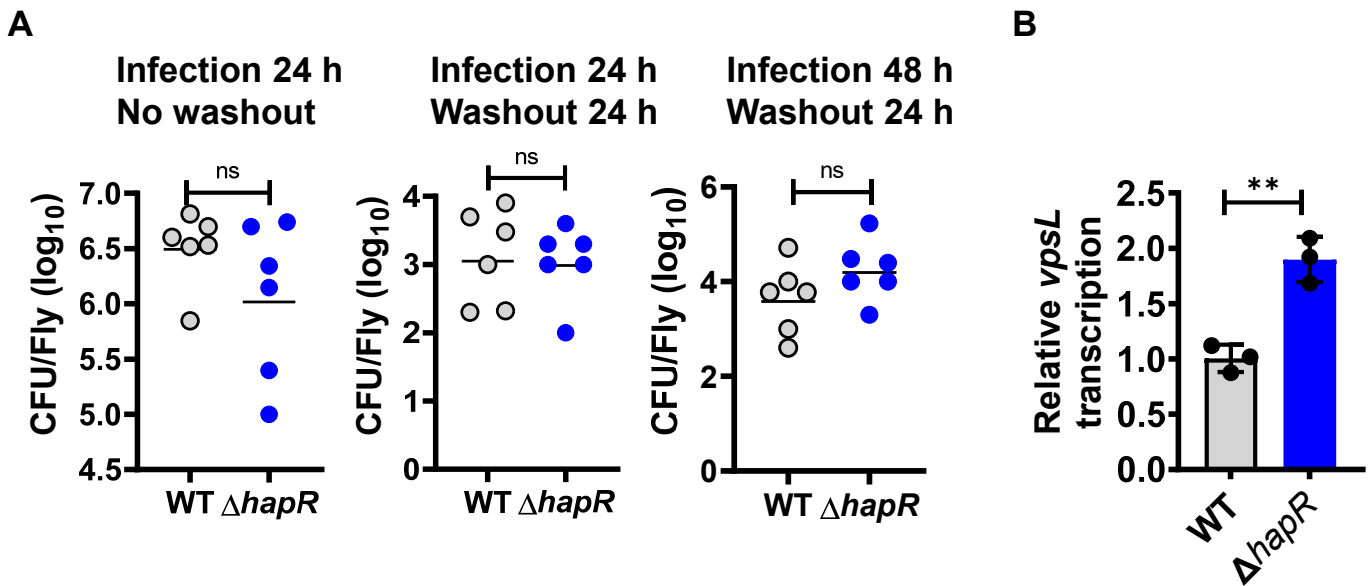 A
B
Infection 24 h
No washout
Infection 24 h
Washout 24 h
Infection 48 h
Washout 24 h
ns
ns
ns
**
CFU/Fly (log10)
7.0
6.5
6.0
5.5
5.0
4.5
WT ΔhapR
CFU/Fly (log10)
4
3
2
1
0
WT ΔhapR
CFU/Fly (log10)
6
4
2
0
WT ΔhapR
Relative vpsL
transcription
2.5
2.0
1.5
1.0
0.5
0.0
WT
ΔhapR